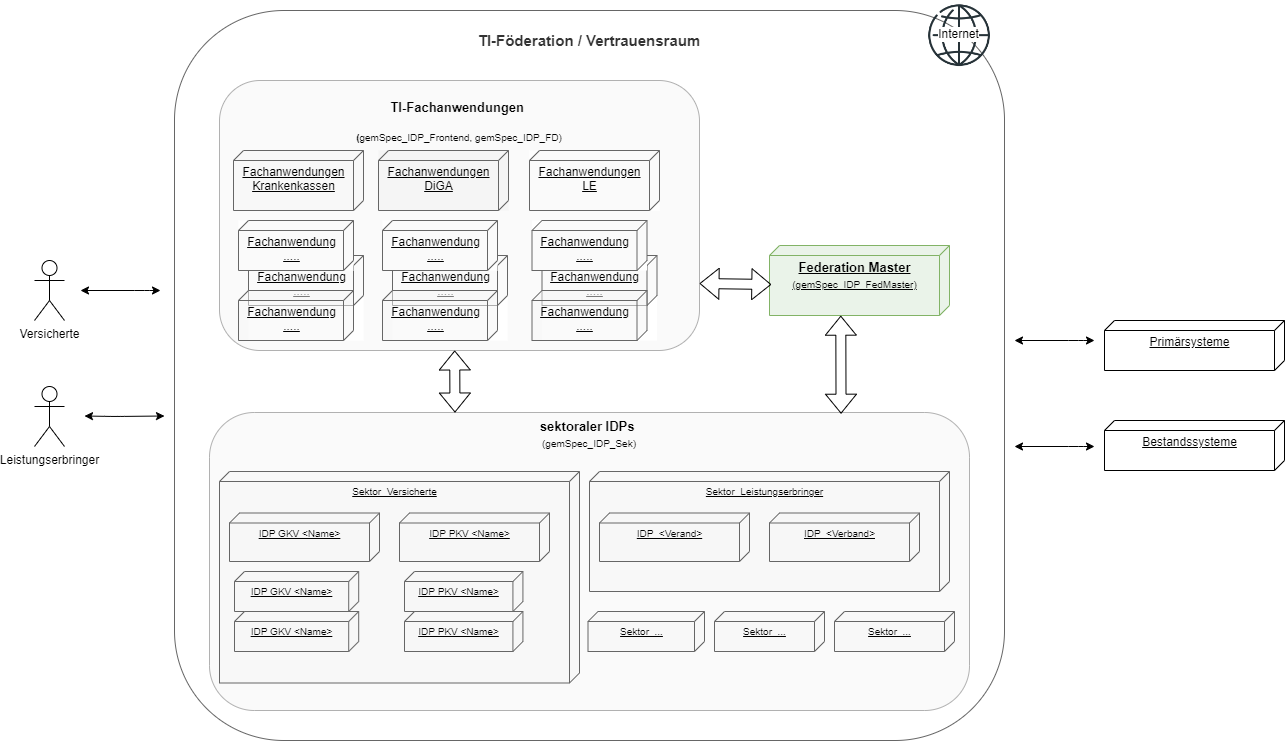 TI-Föderation / Vertrauensraum
Internet
TI-Fachanwendungen
(gemSpec_IDP_Frontend, gemSpec_IDP_FD)
Fachanwendungen
Krankenkassen
Fachanwendungen
DiGA
Fachanwendungen
LE
Fachanwendung
.....
Fachanwendung
.....
Fachanwendung
.....
Fachanwendung
.....
Fachanwendung
.....
Fachanwendung
.....
Fachanwendung
.....
Fachanwendung
.....
Fachanwendung
.....
Federation Master
(gemSpec_IDP_FedMaster)
Versicherte
Leistungserbringer
Primärsysteme
Bestandssysteme
sektoraler IDPs
(gemSpec_IDP_Sek)
Sektor_Versicherte
IDP GKV <Name>
IDP PKV <Name>
IDP GKV <Name>
IDP PKV <Name>
IDP GKV <Name>
IDP PKV <Name>
Sektor_Leistungserbringer
IDP_<Verand>
IDP_<Verband>
Sektor_...
Sektor_...
Sektor_...